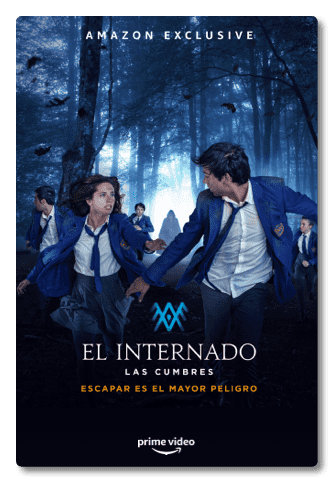 AMAZON EXCLUSIVE
EL INTERNADO
LAS CUMBRES
ESCAPAR ES EL MAYOR PELIGRO
prime video